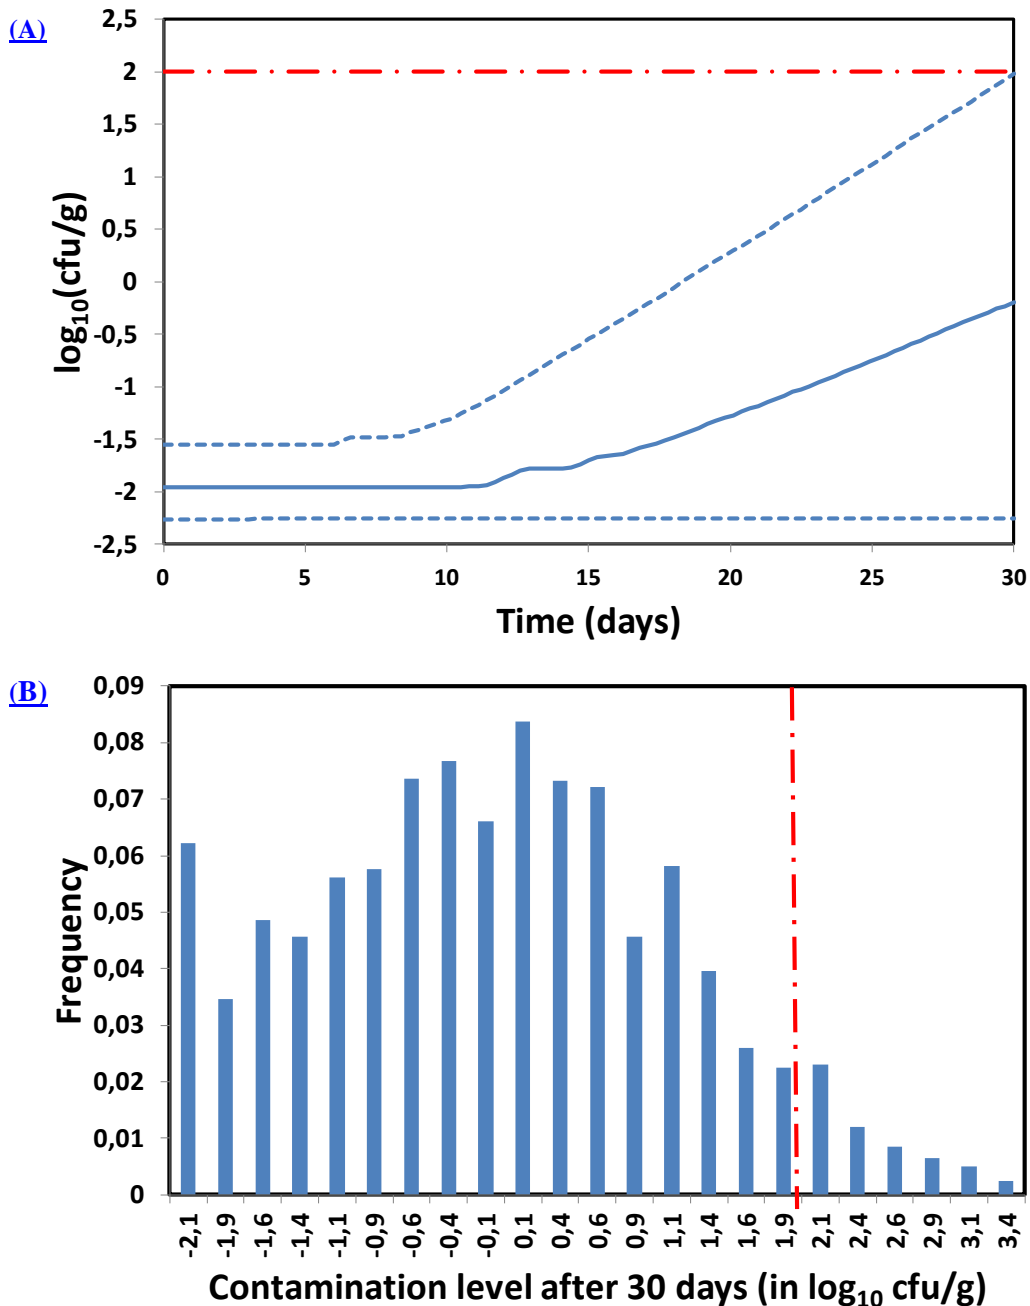 (A)
2,5
2
1,5
1
0,5
0
-0,5
-1
-1,5
-2
-2,5
log10(cfu/g)
0 5 10 15 20 25 30
Time (days)
(B)
0,09
0,08
0,07
0,06
0,05
0,04
0,03
0,02
0,01
0
Frequency
-2,1 -1,9 -1,6 -1,4 -1,1 -0,9 -0,6 -0,4 -0,1 0,1 0,4 0,6 0,9 1,1 1,4 1,6 1,9 2,1 2,4 2,6 2,9 3,1 3,4
Contamination level after 30 days (in log10 cfu/g)